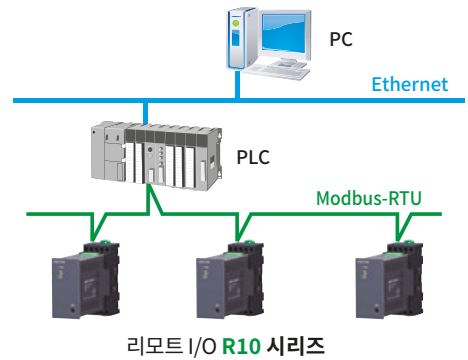 PC
Ethernet
PLC
Modbus-RTU
리모트 I/O R10 시리즈